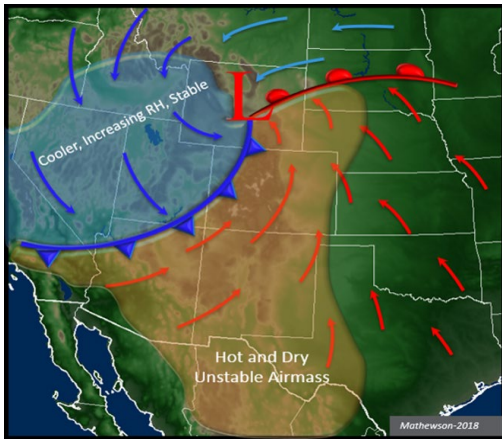 Cooler, Increasing RH, Stable
L
Hot and Dry
Unstable Airmass
Mathewson-2018